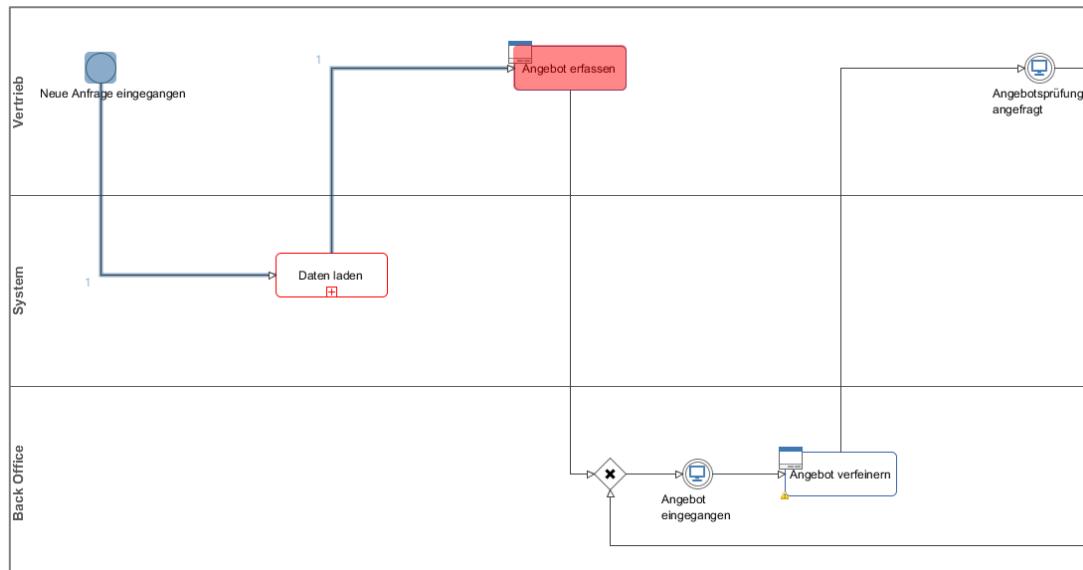 Vertrieb
1
Neue Anfrage eingegangen
Angebot erfassen
Angebotsprüfung
angefragt
System
1
Daten laden
Back Office
Angebot
eingegangen
Angebot verfeinern